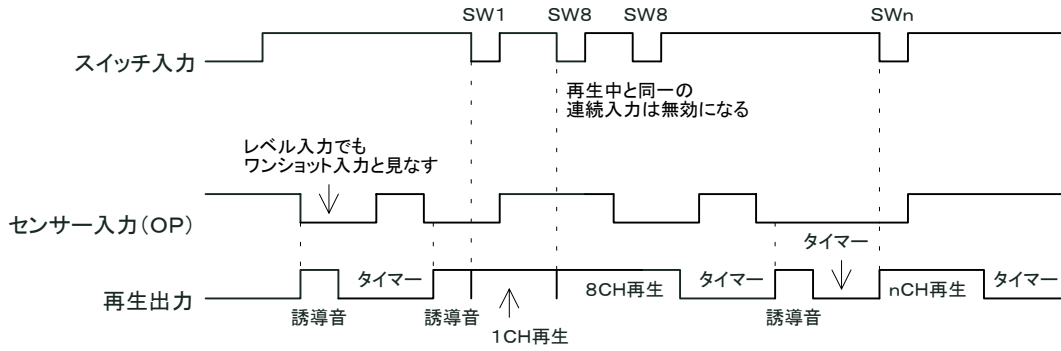 SW1
SW8
SW8
SWn
スイッチ入力
再生中と同一の
連続入力は無効になる
レベル入力でも
ワンショット入力と見なす
センサー入力(OP)
タイマー
再生出力
タイマー
8CH再生
タイマー
nCH再生
タイマー
誘導音
誘導音
1CH再生
誘導音